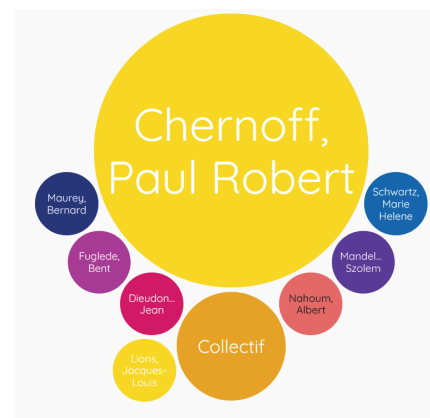 Chernoff,
Paul Robert
Maurey,
Bernard
Schwartz,
Marie
Helene
Fuglede,
Bent
Mandel...
Szolem
Dieudon...
Jean
Nahoum,
Albert
Collectif
Lions,
Jacques-
Louis